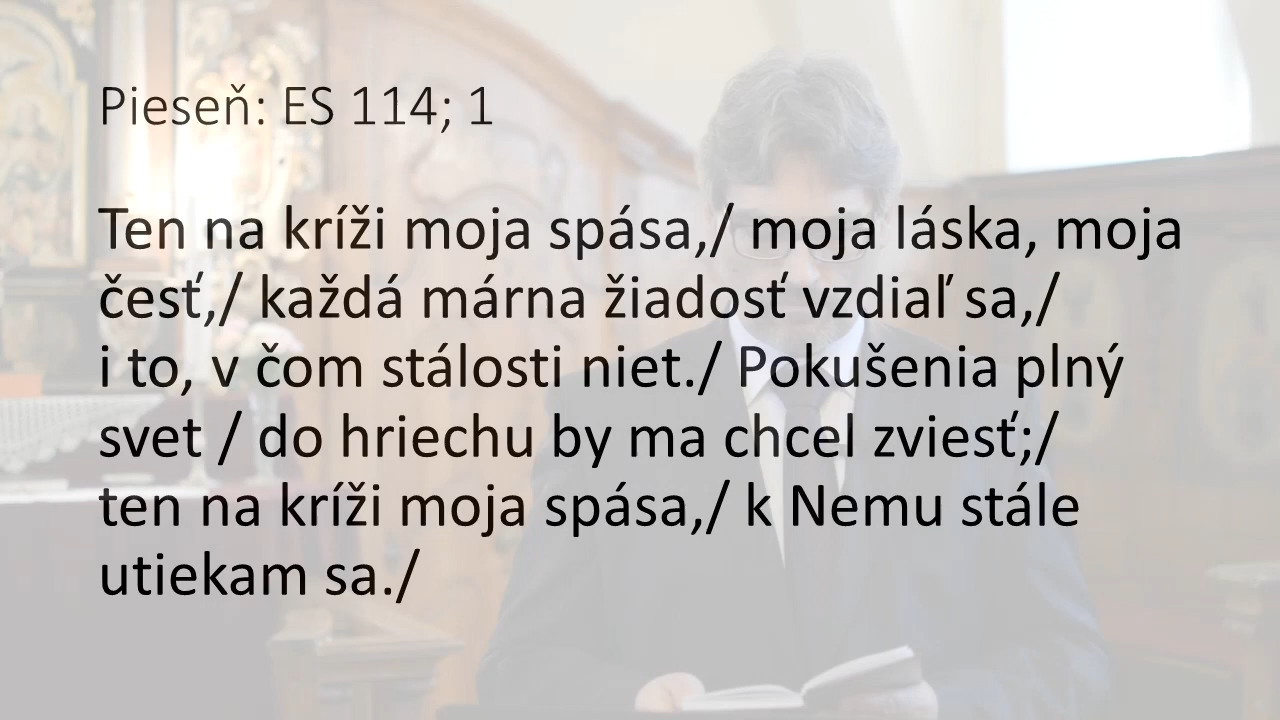 Pieseň: ES 114; 1
Ten na kríži moja spása,/ moja láska, moja
česť,/ každá márna žiadosť vzdiaľ sa,/
i to, v čom stálosti niet./ Pokušenia plný
svet / do hriechu by ma chcel zviesť;/
ten na kríži moja spása,/ k Nemu stále
utiekam sa./